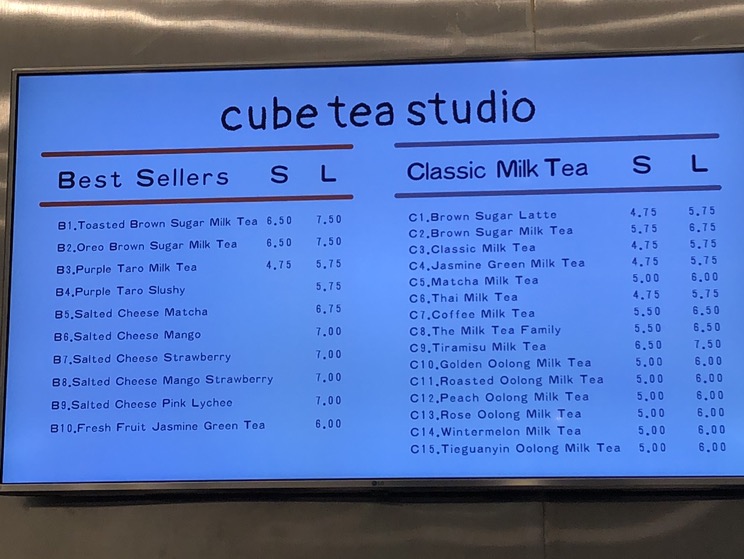 cube tea studio
Best Sellers S L
B1.Toasted Brown Sugar Milk Tea 6.50 7.50
B2.Oreo Brown Sugar Milk Tea 6.50 7.50
B3.Purple Taro Milk Tea 4.75 5.75
B4.Purple Taro Slushy 5.75
B5.Salted Cheese Matcha 6.75
B6.Salted Cheese Mango 7.00
B7.Salted Cheese Strawberry 7.00
B8.Salted Cheese Mango Strawberry 7.00
B9.Salted Cheese Pink Lychee 7.00
B10.Fresh Fruit Jasmine Green Tea 6.00
Classic Milk Tea S L
C1.Brown Sugar Latte 4.75 5.75
C2.Brown Sugar Milk Tea 5.75 6.75
C3.Classic Milk Tea 4.75 5.75
C4.Jasmine Green Milk Tea 4.75 5.75
C5.Matcha Milk Tea 5.00 6.00
C6.Thai Milk Tea 4.75 5.75
C7.Coffee Milk Tea 5.50 6.50
C8.The Milk Tea Family 5.50 6.50
C9.Tiramisu Milk Tea 6.50 7.50
C10.Golden Oolong Milk Tea 5.00 6.00
C11.Roasted Oolong Milk Tea 5.00 6.00
C12.Peach Oolong Milk Tea 5.00 6.00
C13.Rose Oolong Milk Tea 5.00 6.00
C14.Wintermelon Milk Tea 5.00 6.00
C15.Tieguanyin Oolong Milk Tea 5.00 6.00
LG